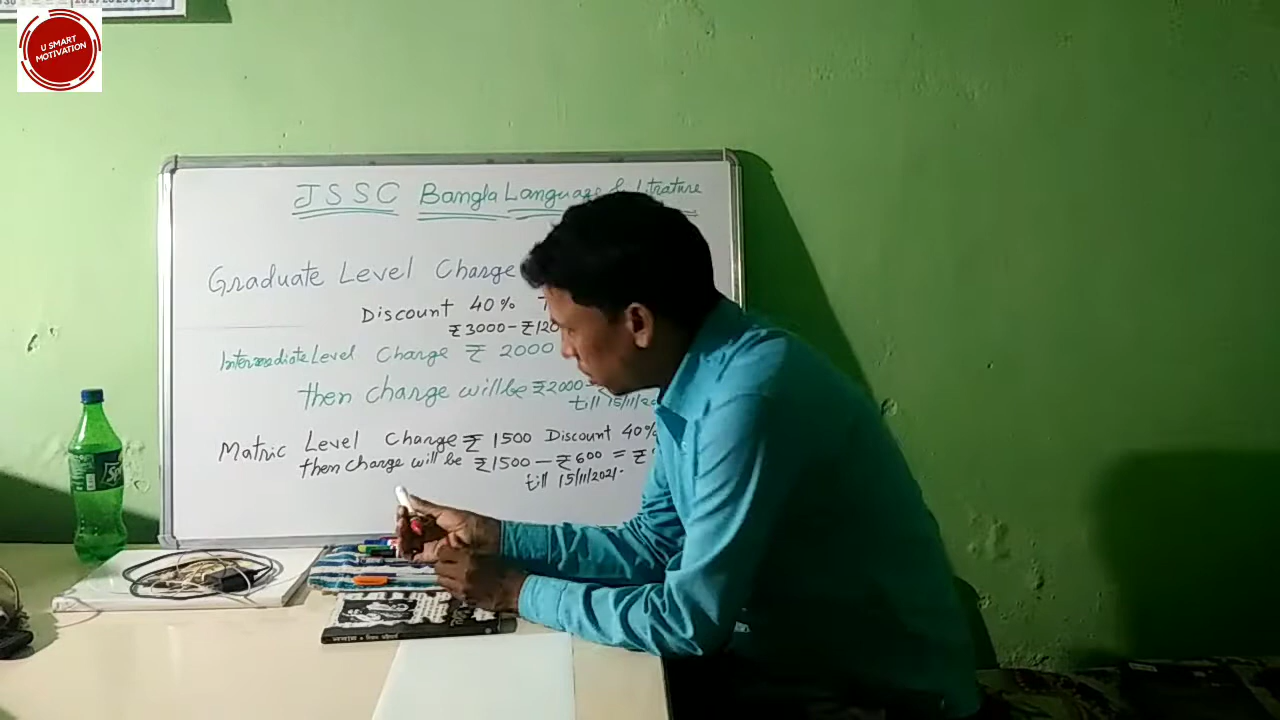 U SMART
MOTIVATION
JSSC Bangla Language & Litrature
Graduate Level Charge
Discount 40%
₹3000-₹120
Intermediate Level Charge ₹ 2000
then charge will be ₹2000-
till 15/11/20
Matric Level Charge ₹ 1500 Discount 40%
then charge will be ₹1500-₹600 = ₹
till 15/11/2021.